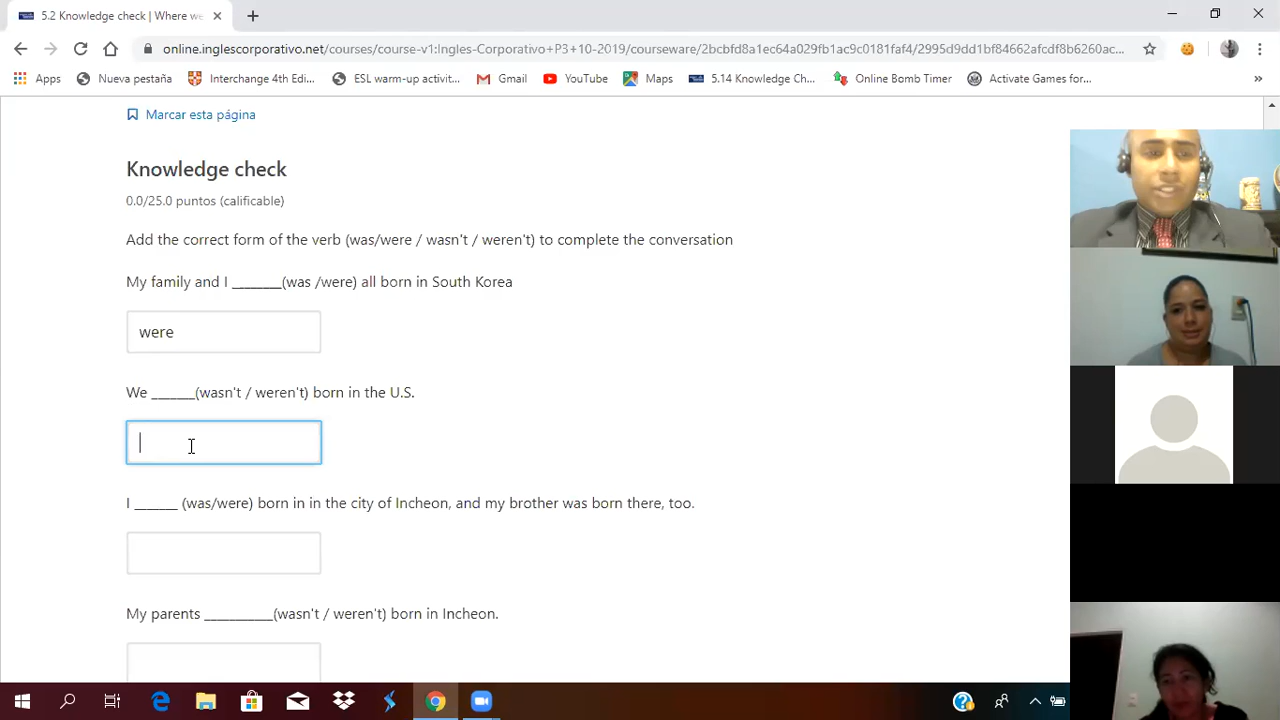 5.2 Knowledge check | Where we
online.inglescorporativo.net/courses/course-v1:Ingles-Corporativo+P3+10-2019/courseware/2bcbfd8a1ec64a029fb1ac9c0181faf4/2995d9dd1bf84662afcdf8b6260ac...
Apps Nueva pestaña Interchange 4th Edi... ESL warm-up activit... Gmail YouTube Maps 5.14 Knowledge Ch... Online Bomb Timer Activate Games for... »
Marcar esta página
Knowledge check
0.0/25.0 puntos (calificable)
Add the correct form of the verb (was/were / wasn't / weren't) to complete the conversation
My family and I ________(was /were) all born in South Korea
were
We _______(wasn't / weren't) born in the U.S.
I _______ (was/were) born in in the city of Incheon, and my brother was born there, too.
My parents ___________(wasn't / weren't) born in Incheon.